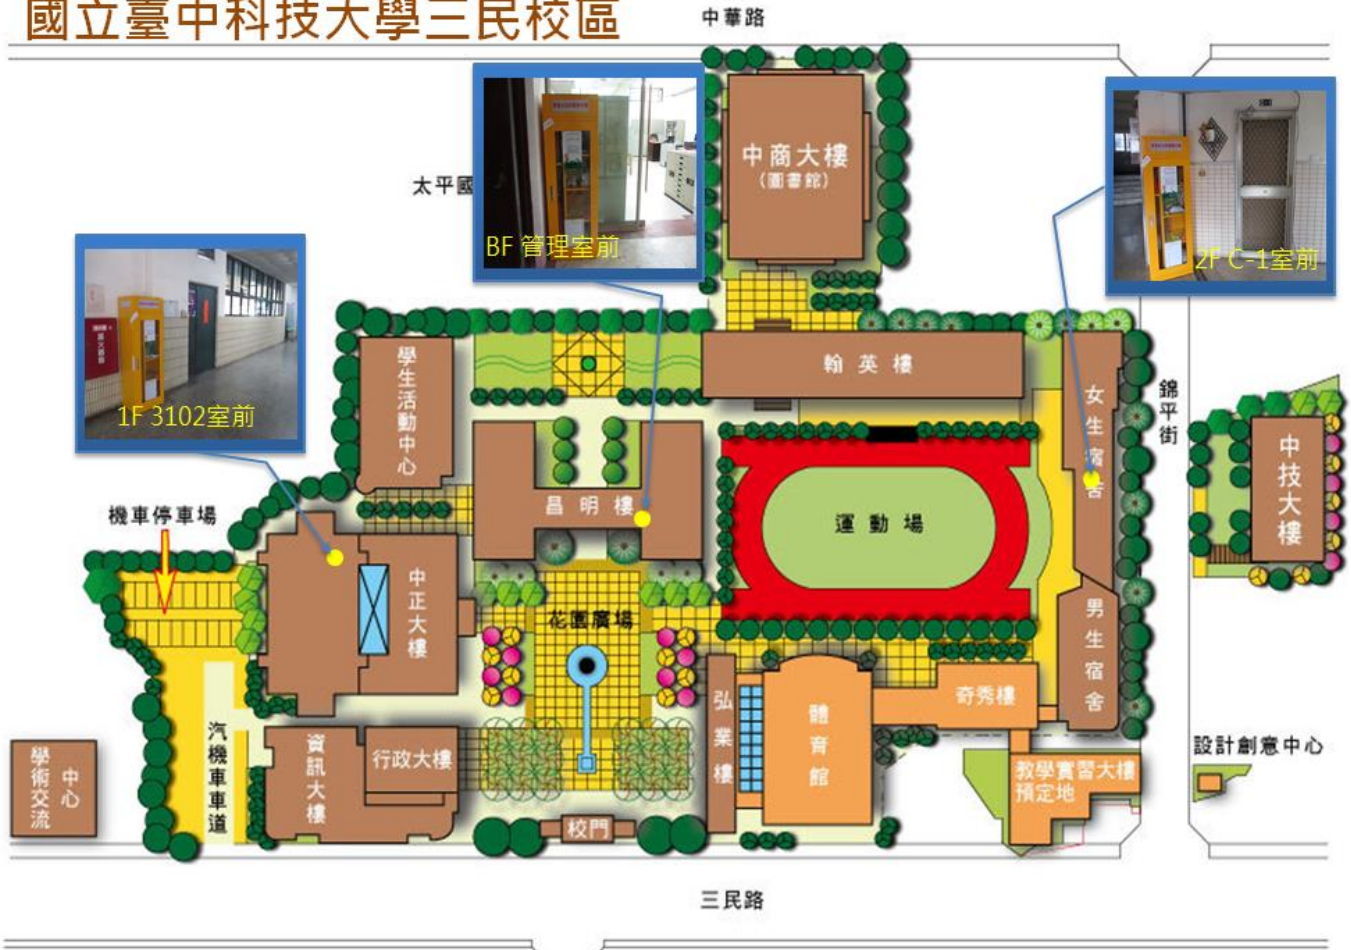 國立臺中科技大學三民校區
中華路
太平國
中商大樓
(圖書館)
BF 管理室前
2F C-1室前
1F 3102室前
學生活動中心
翰英樓
女生宿舍
錦平街
中技大樓
機車停車場
昌明樓
運動場
中正大樓
花園廣場
男生宿舍
弘業樓
體育館
奇秀樓
設計創意中心
學術交流
中心
汽機車車道
資訊大樓
行政大樓
教學實習大樓
預定地
校門
三民路